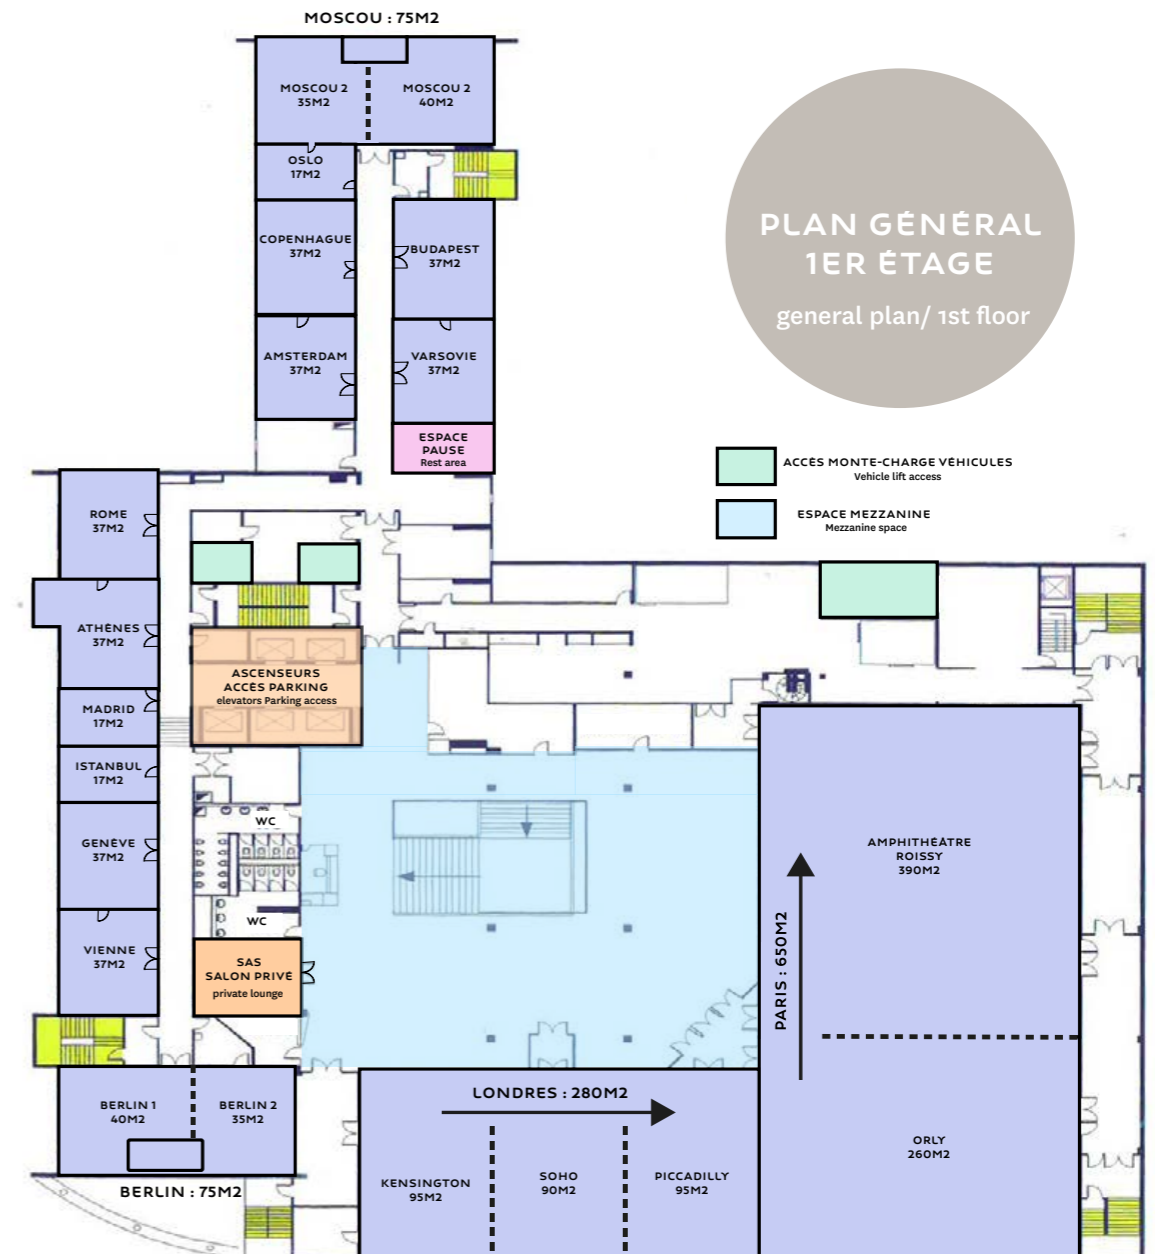 MOSCOU : 75M2
MOSCOU 2
35M2
MOSCOU 2
40M2
OSLO
17M2
COPENHAGUE
37M2
BUDAPEST
37M2
AMSTERDAM
37M2
VARSOVIE
37M2
ESPACE
PAUSE
Rest area
PLAN GÉNÉRAL
1ER ÉTAGE
general plan/ 1st floor
ACCÈS MONTE-CHARGE VÉHICULES
Vehicle lift access
ESPACE MEZZANINE
Mezzanine space
ROME
37M2
ATHÈNES
37M2
MADRID
17M2
ISTANBUL
17M2
GENÈVE
37M2
VIENNE
37M2
ASCENSEURS
ACCÈS PARKING
elevators Parking access
WC
WC
SAS
SALON PRIVÉ
private lounge
AMPHITHÉÂTRE
ROISSY
390M2
PARIS : 650M2
ORLY
260M2
LONDRES : 280M2
KENSINGTON
95M2
SOHO
90M2
PICCADILLY
95M2
BERLIN 1
40M2
BERLIN 2
35M2
BERLIN : 75M2